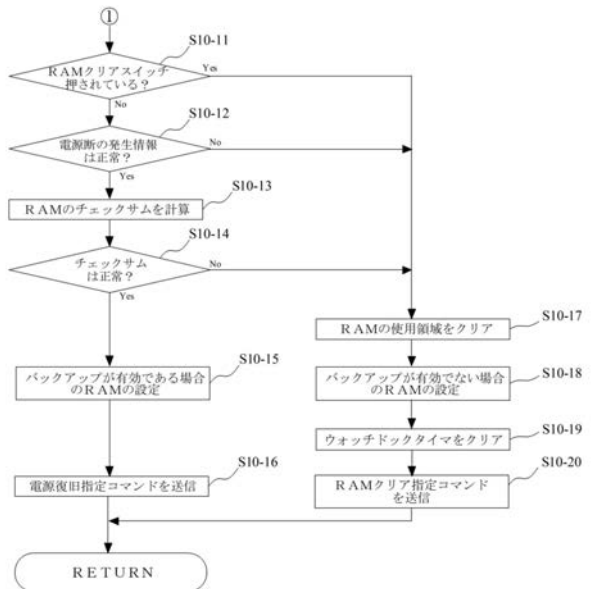 ①
S10-11
RAMクリアスイッチ
押されている？
Yes
No
S10-12
電源断の発生情報
は正常？
No
Yes
S10-13
RAMのチェックサムを計算
S10-14
チェックサム
は正常？
No
Yes
S10-17
RAMの使用領域をクリア
S10-15
バックアップが有効である場合
のRAMの設定
S10-18
バックアップが有効でない場合
のRAMの設定
S10-19
ウォッチドックタイマをクリア
S10-16
電源復旧指定コマンドを送信
S10-20
RAMクリア指定コマンド
を送信
RETURN